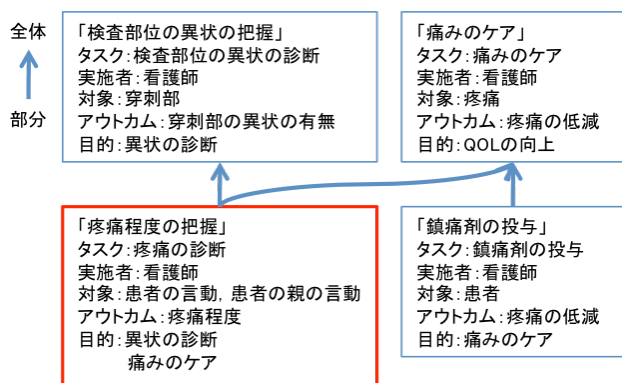 全体
部分
「検査部位の異状の把握」
タスク：検査部位の異状の診断
実施者：看護師
対象：穿刺部
アウトカム：穿刺部の異状の有無
目的：異状の診断
「痛みのケア」
タスク：痛みのケア
実施者：看護師
対象：疼痛
アウトカム：疼痛の低減
目的：QOLの向上
「疼痛程度の把握」
タスク：疼痛の診断
実施者：看護師
対象：患者の言動，患者の親の言動
アウトカム：疼痛程度
目的：異状の診断
痛みのケア
「鎮痛剤の投与」
タスク：鎮痛剤の投与
実施者：看護師
対象：患者
アウトカム：疼痛の低減
目的：痛みのケア